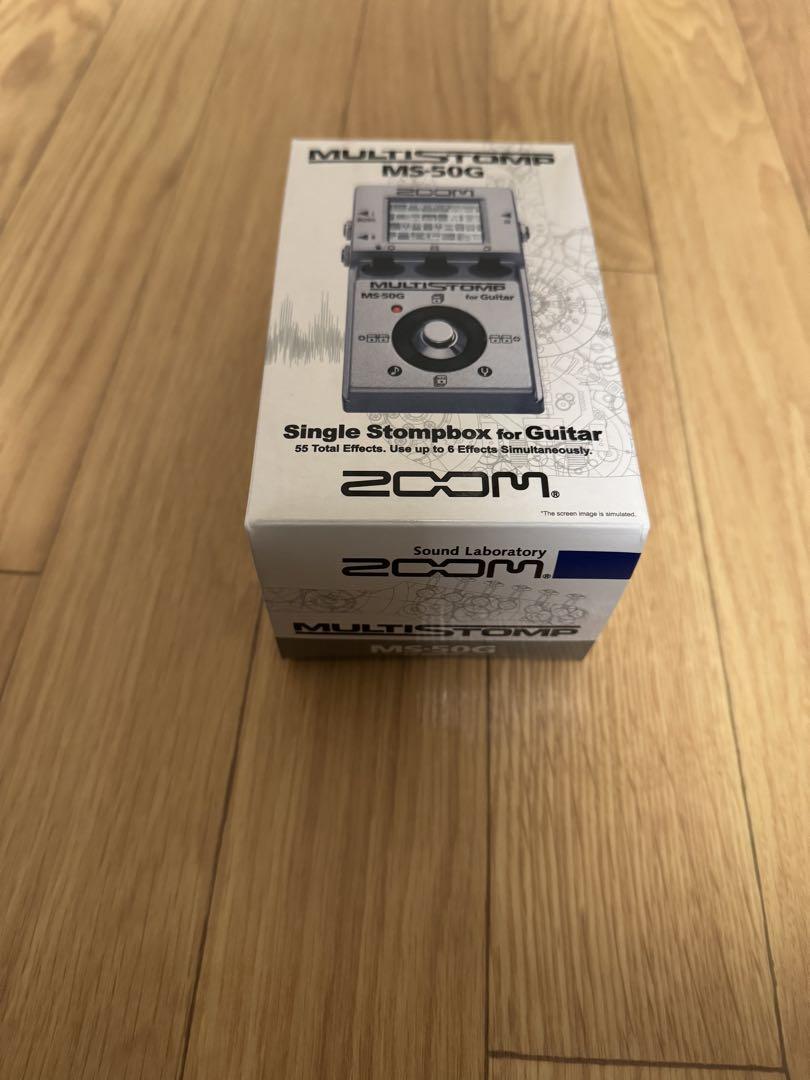 MULTISTOMP
MS-50G
ZOOM
MULTISTOMP
MS-50G
for Guitar
Single Stompbox for Guitar
55 Total Effects. Use up to 6 Effects Simultaneously.
ZOOM®
*The screen image is simulated.
Sound Laboratory
ZOOM®
MULTISTOMP
MS-50G